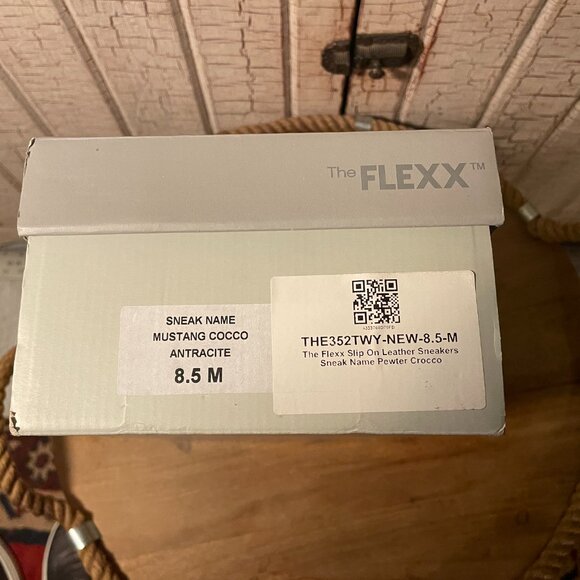 The FLEXX™
SNEAK NAME
MUSTANG COCCO
ANTRACITE
8.5 M
THE352TWY-NEW-8.5-M
The Flexx Slip On Leather Sneakers
Sneak Name Pewter Crocco